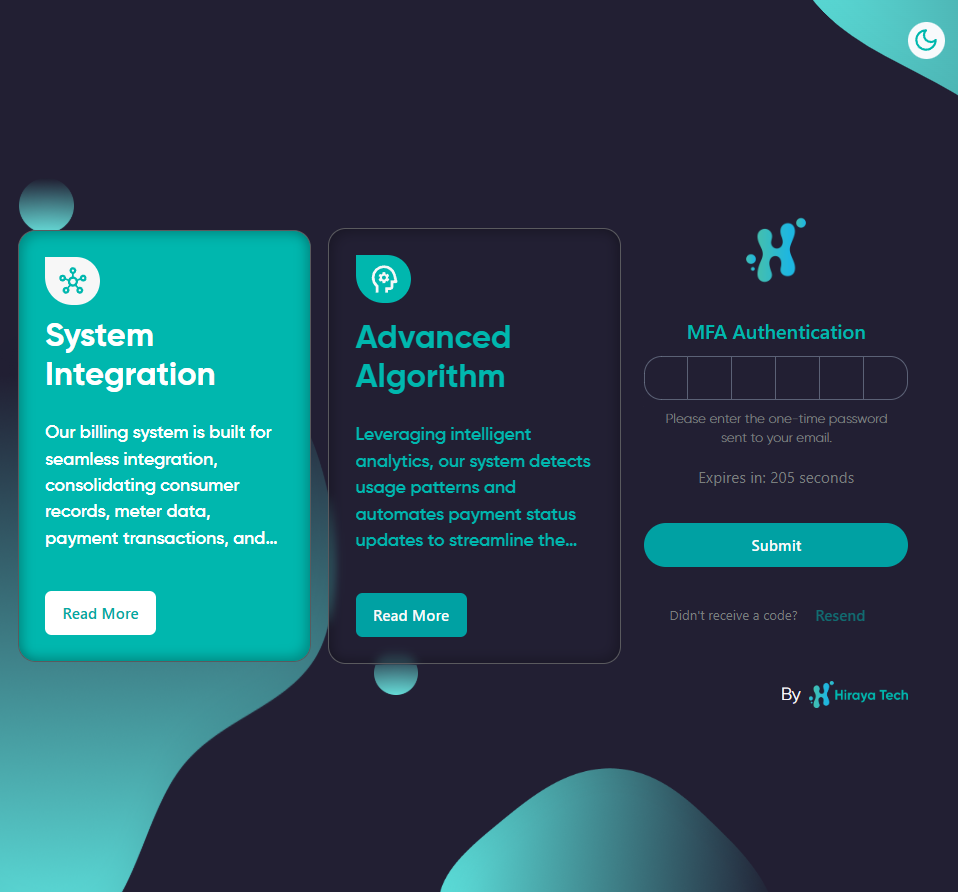 System
Integration
Our billing system is built for
seamless integration,
consolidating consumer
records, meter data,
payment transactions, and...
Read More
Advanced
Algorithm
Leveraging intelligent
analytics, our system detects
usage patterns and
automates payment status
updates to streamline the...
Read More
MFA Authentication
Please enter the one-time password
sent to your email.
Expires in: 205 seconds
Submit
Didn't receive a code? Resend
By Hiraya Tech